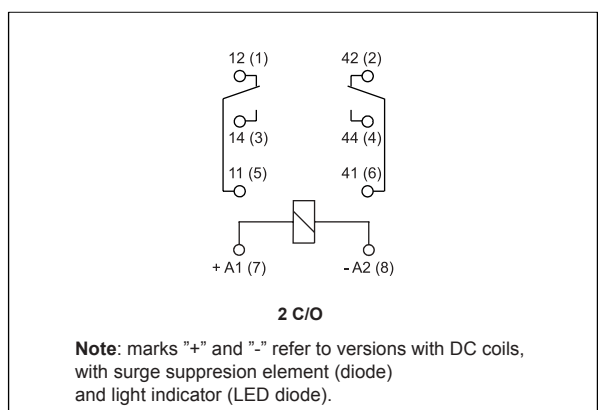 12 (1) 42 (2)
14 (3) 44 (4)
11 (5) 41 (6)
+ A1 (7) - A2 (8)
2 C/O
Note: marks ”+” and ”-” refer to versions with DC coils,
with surge suppresion element (diode)
and light indicator (LED diode).